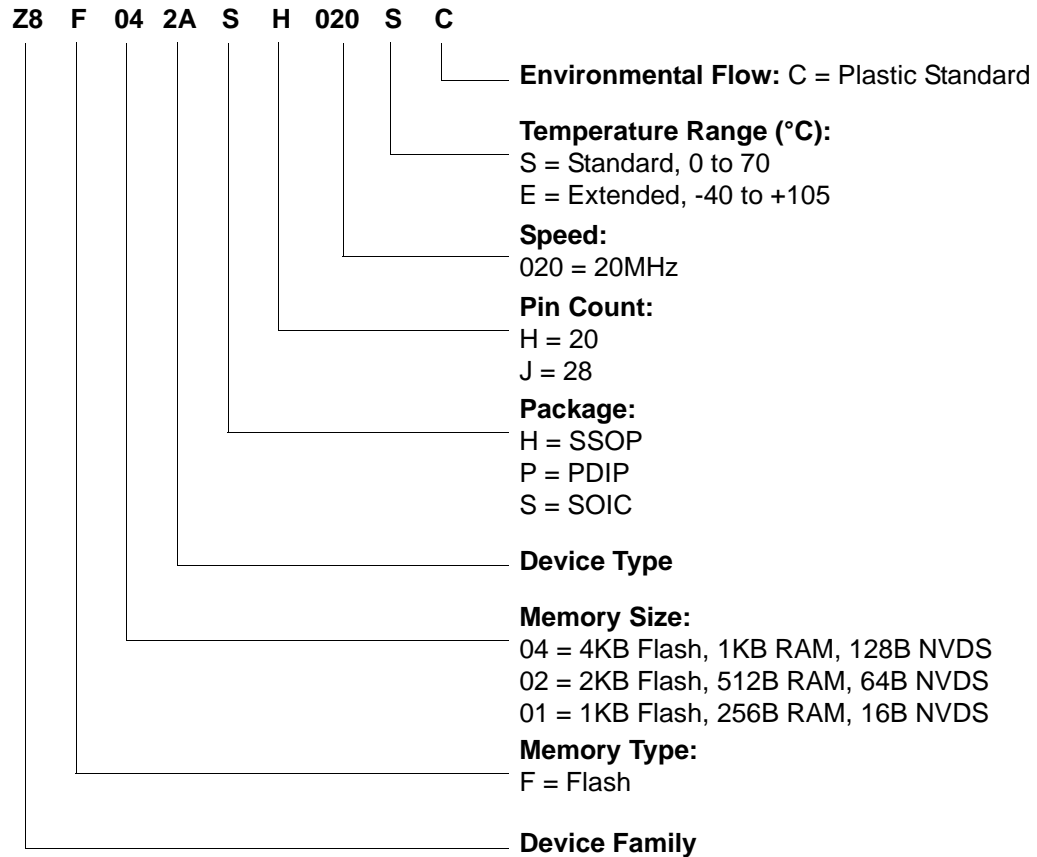 Z8 F 04 2A S H 020 S C
Environmental Flow: C = Plastic Standard
Temperature Range (°C):
S = Standard, 0 to 70
E = Extended, -40 to +105
Speed:
020 = 20MHz
Pin Count:
H = 20
J = 28
Package:
H = SSOP
P = PDIP
S = SOIC
Device Type
Memory Size:
04 = 4KB Flash, 1KB RAM, 128B NVDS
02 = 2KB Flash, 512B RAM, 64B NVDS
01 = 1KB Flash, 256B RAM, 16B NVDS
Memory Type:
F = Flash
Device Family